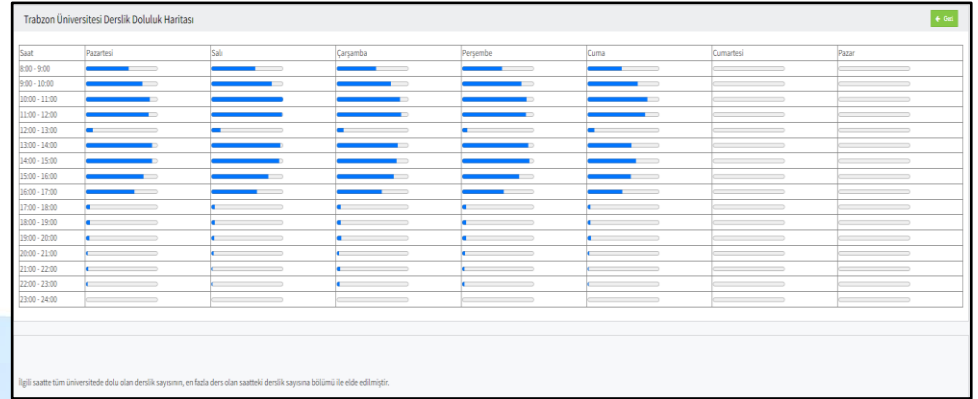 Trabzon Üniversitesi Derslik Doluluk Haritası
Geri
Saat Pazartesi Salı Çarşamba Perşembe Cuma Cumartesi Pazar
8:00 - 9:00
9:00 - 10:00
10:00 - 11:00
11:00 - 12:00
12:00 - 13:00
13:00 - 14:00
14:00 - 15:00
15:00 - 16:00
16:00 - 17:00
17:00 - 18:00
18:00 - 19:00
19:00 - 20:00
20:00 - 21:00
21:00 - 22:00
22:00 - 23:00
23:00 - 24:00
İlgili saatte tüm üniversitede dolu olan derslik sayısının, en fazla ders olan saatteki derslik sayısına bölümü ile elde edilmiştir.